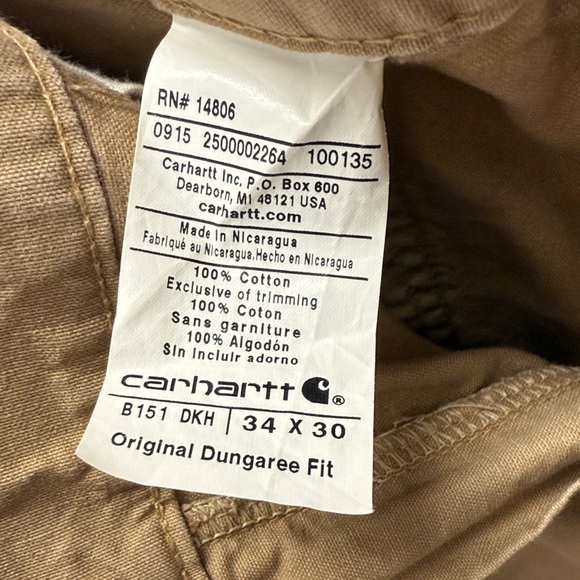 RN# 14806
0915 2500002264 100135
Carhartt Inc. P.O. Box 600
Dearborn, MI 48121 USA
carhartt.com
Made in Nicaragua
Fabriqué au Nicaragua.Hecho en Nicaragua
100% Cotton
Exclusive of trimming
100% Coton
Sans garniture
100% Algodón
Sin incluir adorno
carhartt ®
B151 DKH | 34 X 30
Original Dungaree Fit